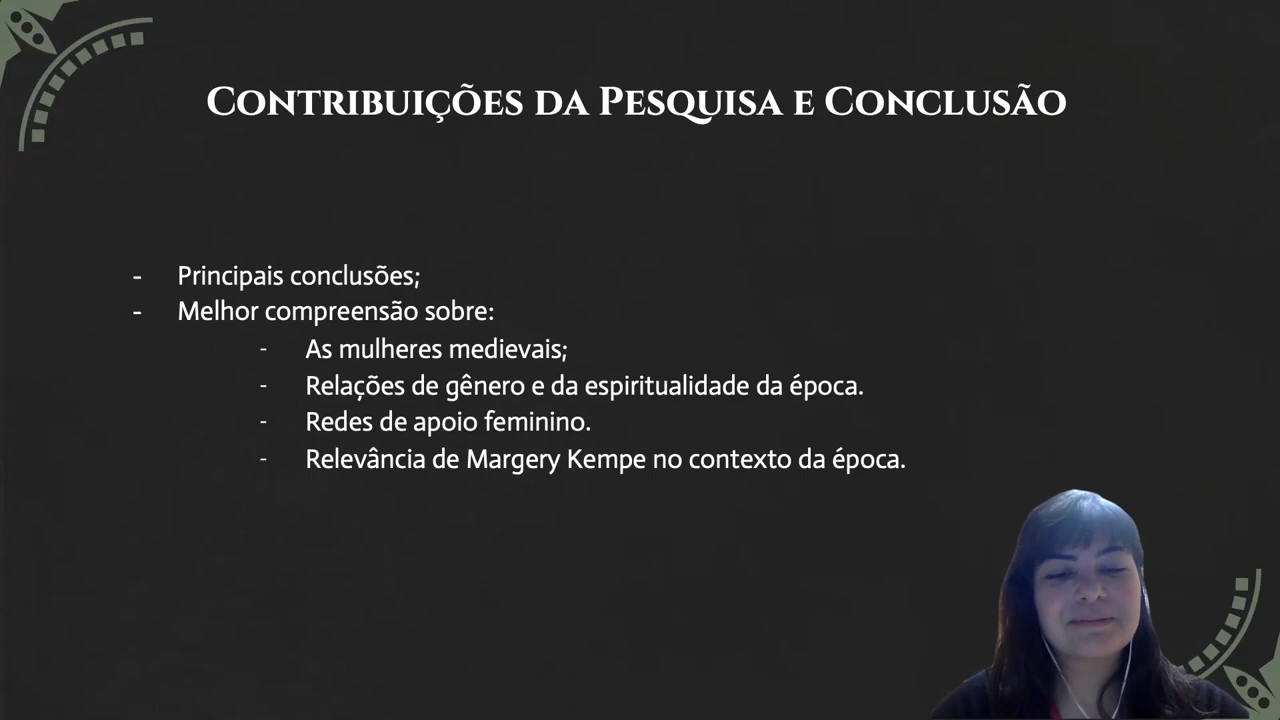 Contribuições da Pesquisa e Conclusão
- Principais conclusões;
- Melhor compreensão sobre:
- As mulheres medievais;
- Relações de gênero e da espiritualidade da época.
- Redes de apoio feminino.
- Relevância de Margery Kempe no contexto da época.